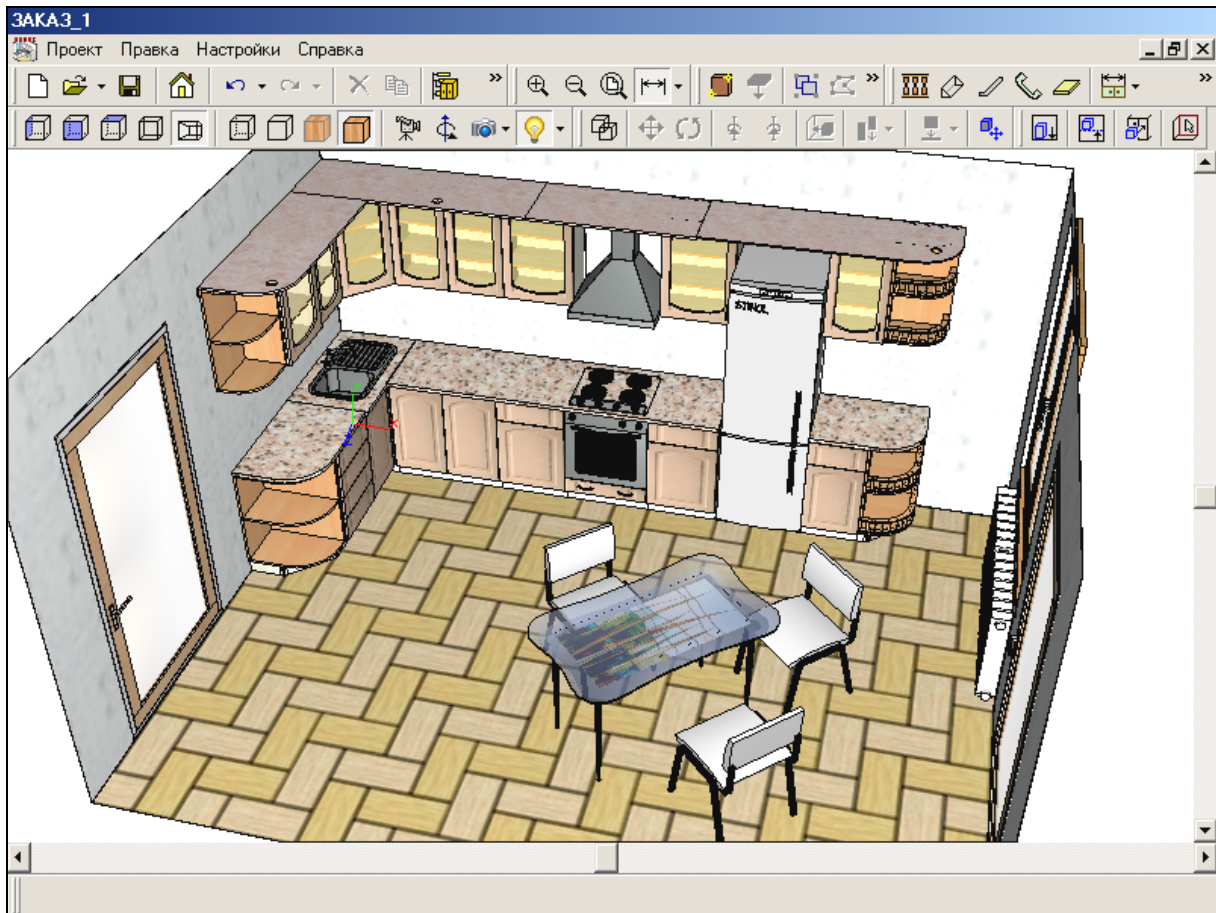 ЗАКАЗ_1
Проект Правка Настройки Справка
STINOL
X
Y
Z